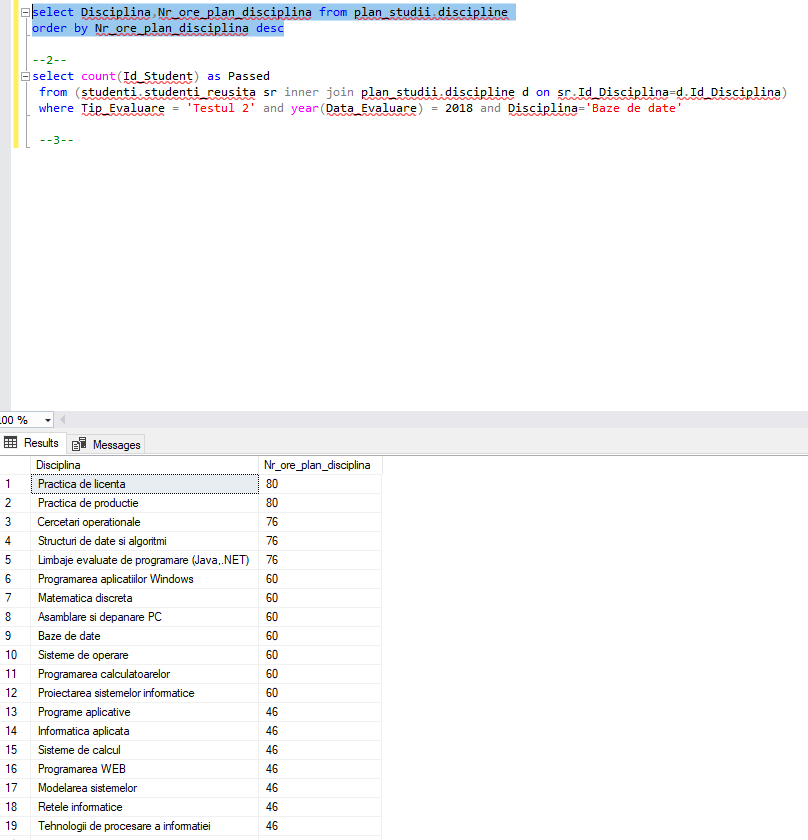 select Disciplina,Nr_ore_plan_disciplina from plan_studii.discipline
order by Nr_ore_plan_disciplina desc
--2--
select count(Id_Student) as Passed
from (studenti.studenti_reusita sr inner join plan_studii.discipline d on sr.Id_Disciplina=d.Id_Disciplina)
where Tip_Evaluare = 'Testul 2' and year(Data_Evaluare) = 2018 and Disciplina='Baze de date'
--3--
.00 %
Results Messages
Disciplina Nr_ore_plan_disciplina
1 Practica de licenta 80
2 Practica de productie 80
3 Cercetari operationale 76
4 Structuri de date si algoritmi 76
5 Limbaje evaluate de programare (Java,.NET) 76
6 Programarea aplicatiilor Windows 60
7 Matematica discreta 60
8 Asamblare si depanare PC 60
9 Baze de date 60
10 Sisteme de operare 60
11 Programarea calculatoarelor 60
12 Proiectarea sistemelor informatice 60
13 Programe aplicative 46
14 Informatica aplicata 46
15 Sisteme de calcul 46
16 Programarea WEB 46
17 Modelarea sistemelor 46
18 Retele informatice 46
19 Tehnologii de procesare a informatiei 46